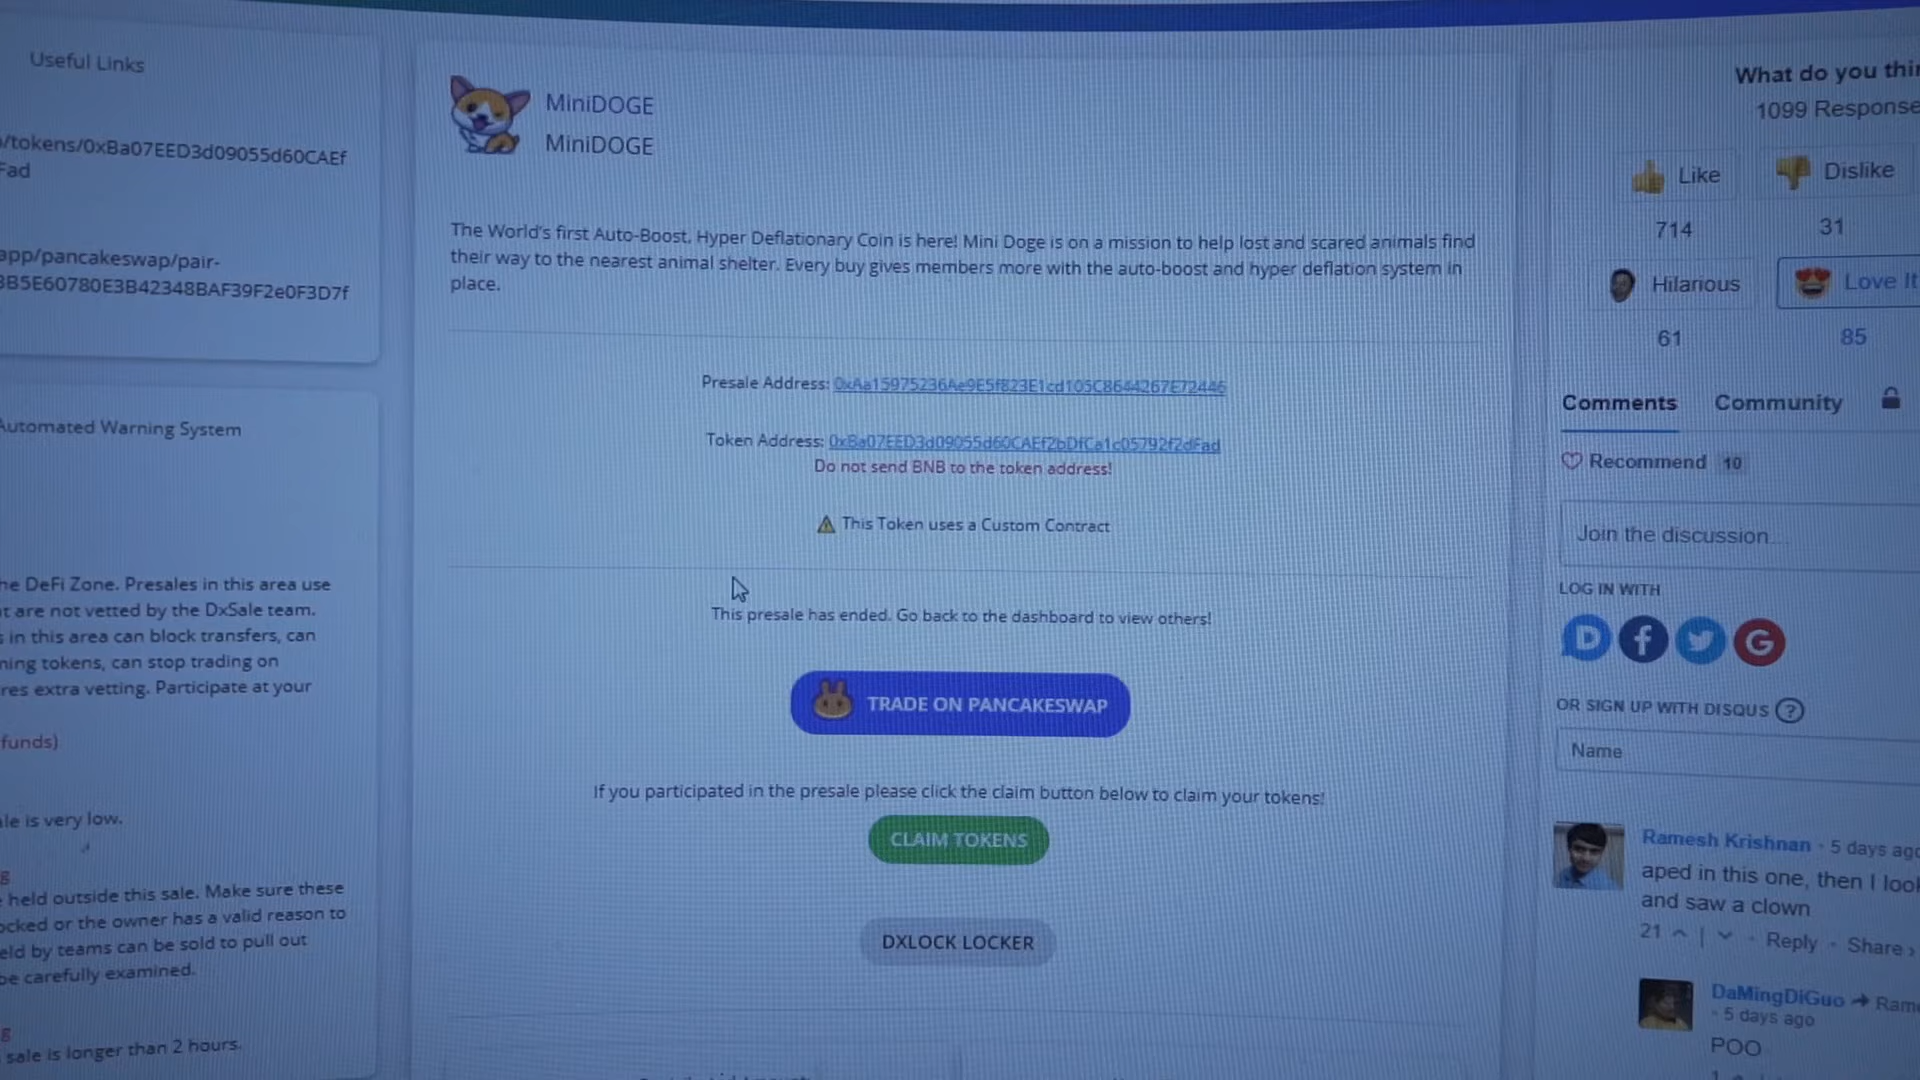 Useful Links
/tokens/0xBa07EED3d09055d60CAEf
Fad
app/pancakeswap/pair-
3B5E60780E3B42348BAF39F2e0F3D7f
Automated Warning System
he DeFi Zone. Presales in this area use
t are not vetted by the DxSale team.
s in this area can block transfers, can
ning tokens, can stop trading on
res extra vetting. Participate at your
funds)
le is very low.
g
held outside this sale. Make sure these
ocked or the owner has a valid reason to
eld by teams can be sold to pull out
be carefully examined.
g
sale is longer than 2 hours.
MiniDOGE
MiniDOGE
The World's first Auto-Boost, Hyper Deflationary Coin is here! Mini Doge is on a mission to help lost and scared animals find
their way to the nearest animal shelter. Every buy gives members more with the auto-boost and hyper deflation system in
place.
Presale Address: 0xAa15975236Ae9E5f823E1cd105C8644267E72446
Token Address: 0xBa07EED3d09055d60CAEf2bDfCa1c05792f2dFad
Do not send BNB to the token address!
This Token uses a Custom Contract
This presale has ended. Go back to the dashboard to view others!
TRADE ON PANCAKESWAP
If you participated in the presale please click the claim button below to claim your tokens!
CLAIM TOKENS
DXLOCK LOCKER
What do you thin
1099 Response
Like
Dislike
714
31
Hilarious
Love It
61
85
Comments
Community
Recommend 10
Join the discussion...
LOG IN WITH
D f G
OR SIGN UP WITH DISQUS ?
Name
Ramesh Krishnan · 5 days ago
aped in this one, then I look
and saw a clown
21 Reply · Share ›
DaMingDiGuo → Rame
· 5 days ago
POO
1